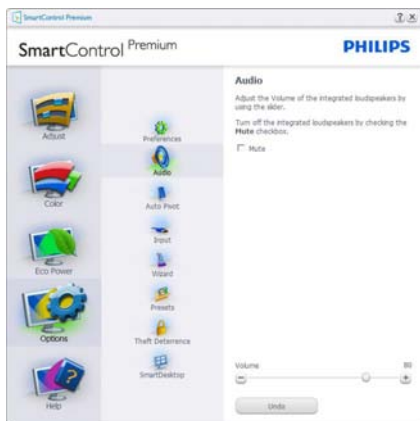 SmartControl Premium
SmartControl Premium
PHILIPS
Adjust
Color
Eco Power
Options
Help
Preferences
Audio
Auto Pivot
Input
Wizard
Presets
Theft Deterrence
SmartDesktop
Audio
Adjust the Volume of the integrated loudspeakers by
using the slider.
Turn off the integrated loudspeakers by checking the
Mute checkbox.
Mute
Volume
Undo